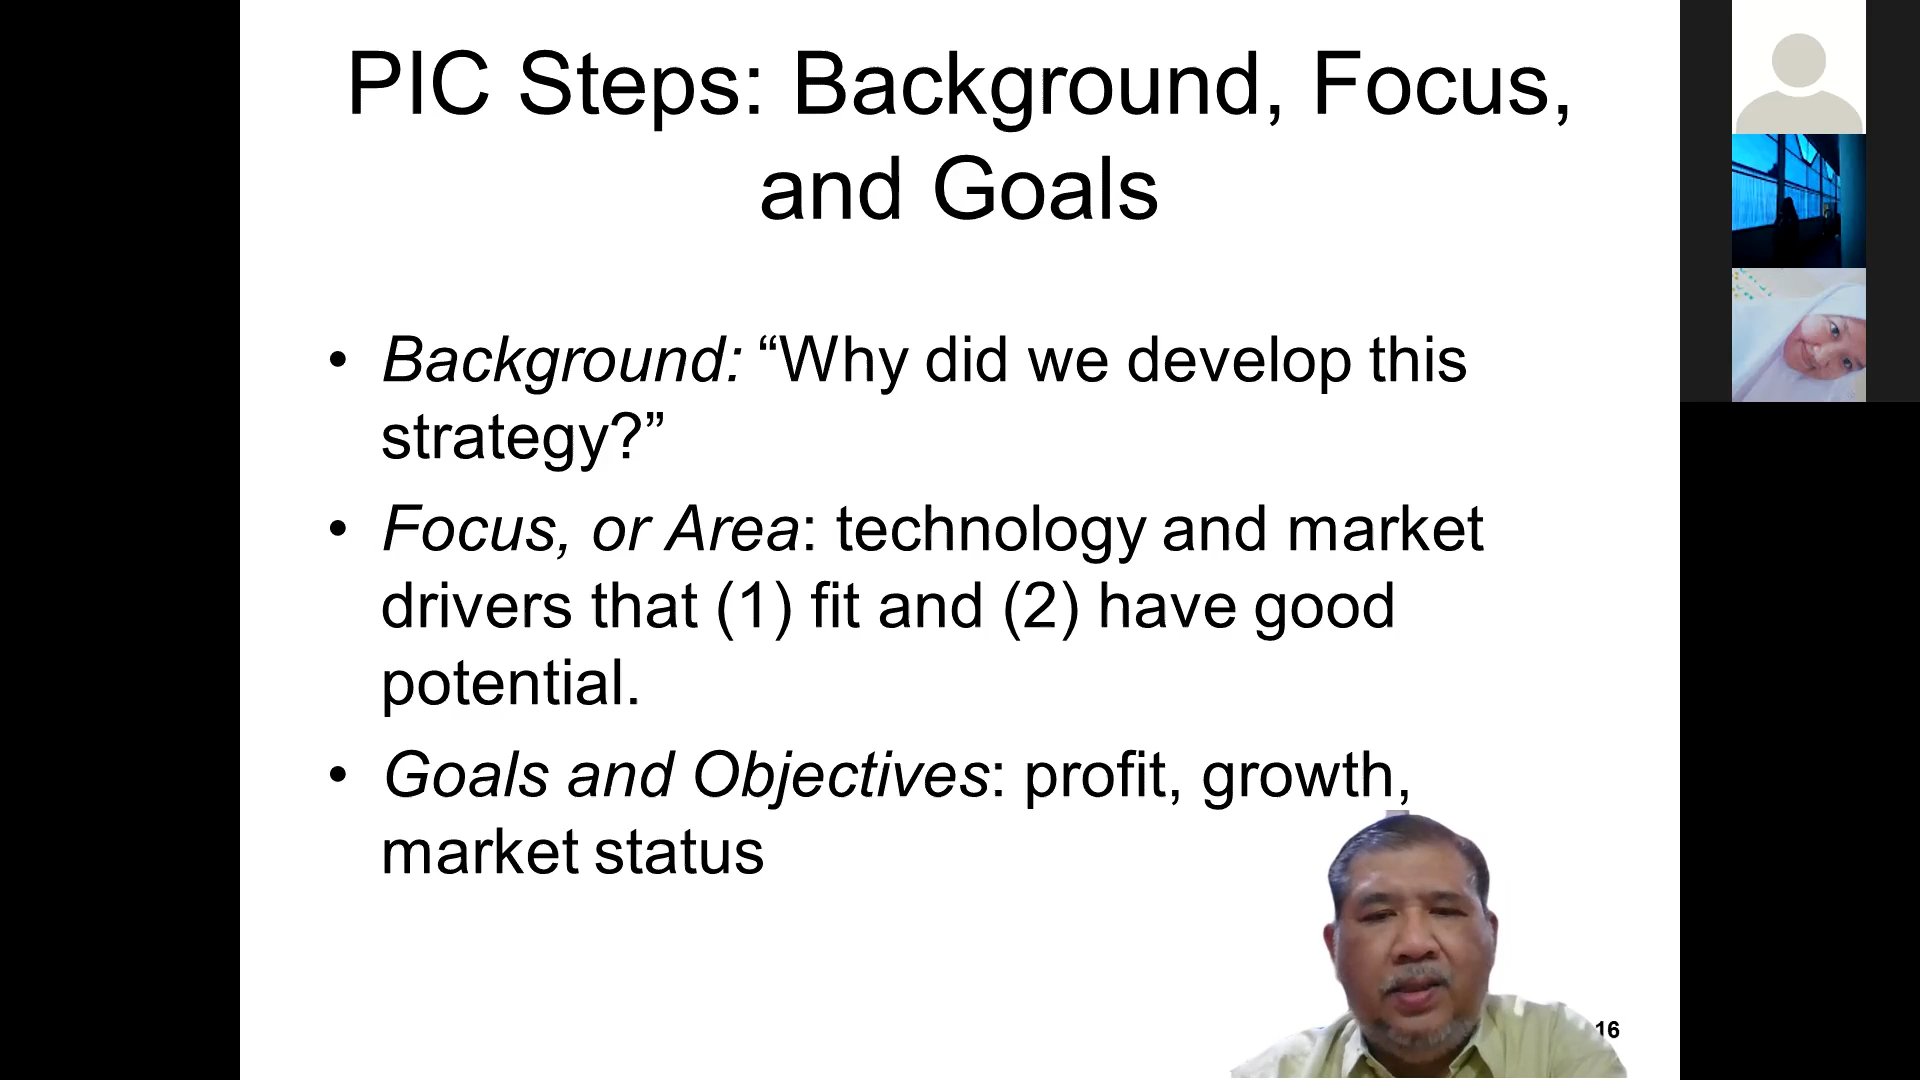 PIC Steps: Background, Focus,
and Goals
• Background: “Why did we develop this
strategy?”
• Focus, or Area: technology and market
drivers that (1) fit and (2) have good
potential.
• Goals and Objectives: profit, growth,
market status
16